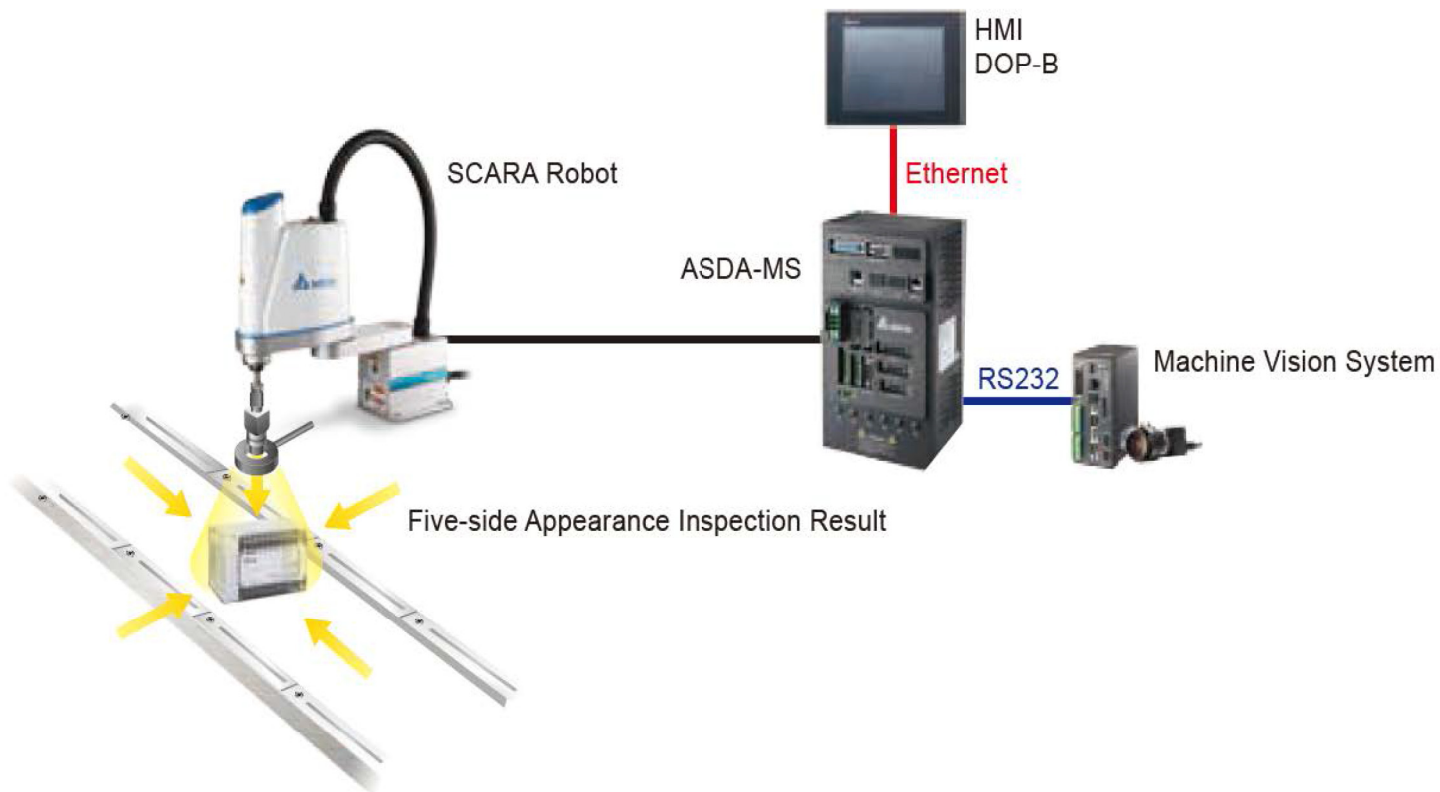 HMI
DOP-B
SCARA Robot
Ethernet
ASDA-MS
Machine Vision System
RS232
Five-side Appearance Inspection Result